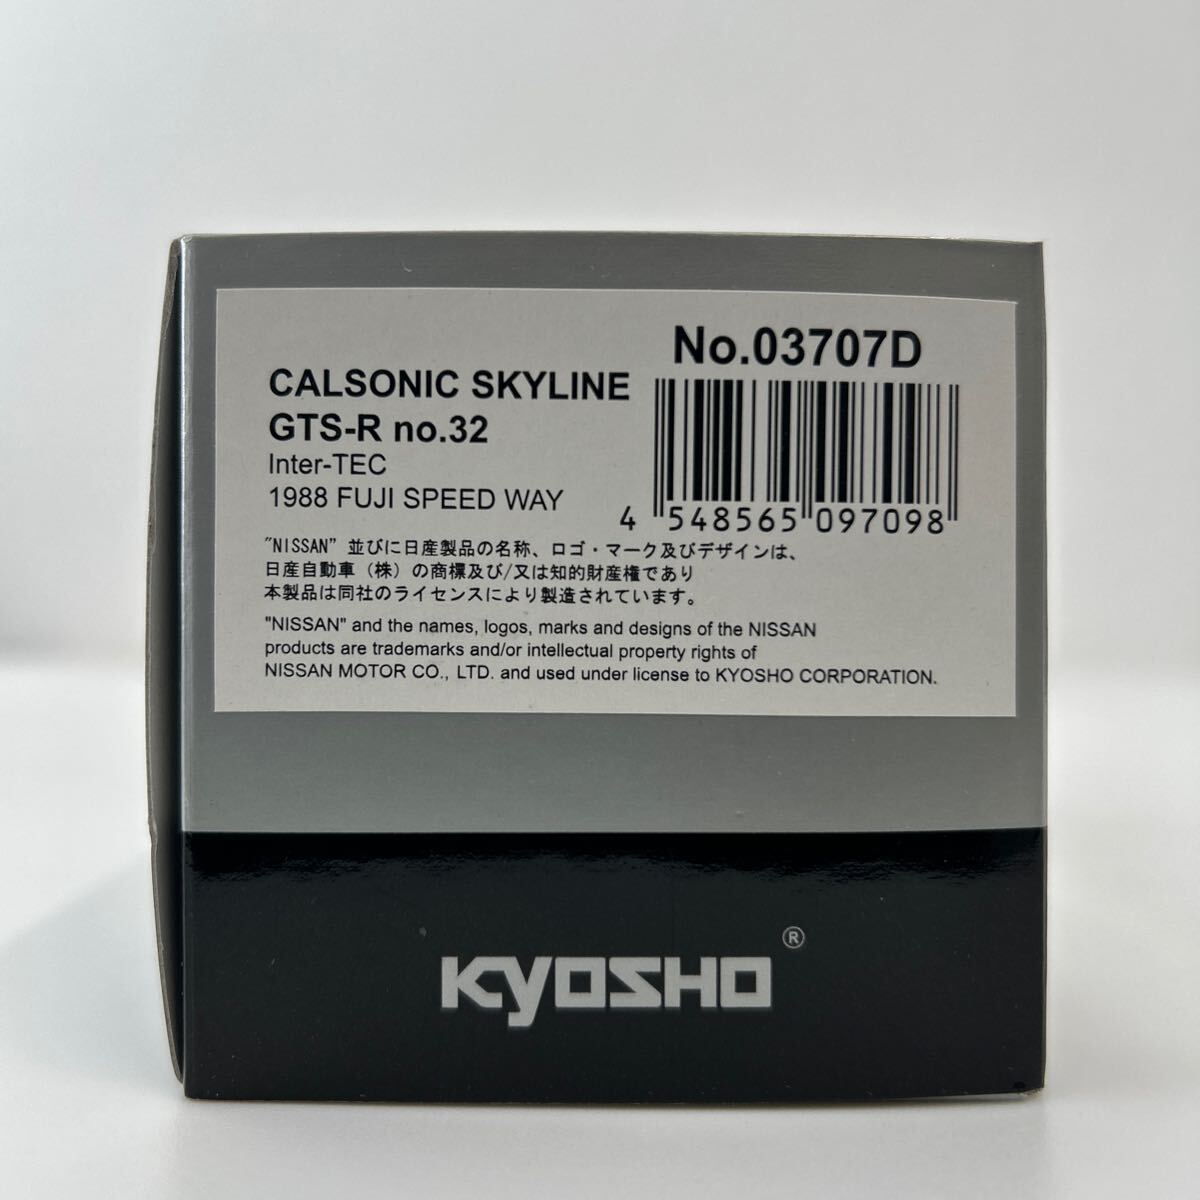 No.03707D
CALSONIC SKYLINE
GTS-R no.32
Inter-TEC
1988 FUJI SPEED WAY
4 548565 097098
"NISSAN" 並びに日産製品の名称、ロゴ・マーク及びデザインは、
日産自動車（株）の商標及び/又は知的財産権であり
本製品は同社のライセンスにより製造されています。
"NISSAN" and the names, logos, marks and designs of the NISSAN
products are trademarks and/or intellectual property rights of
NISSAN MOTOR CO., LTD. and used under license to KYOSHO CORPORATION.
KYOSHO ®